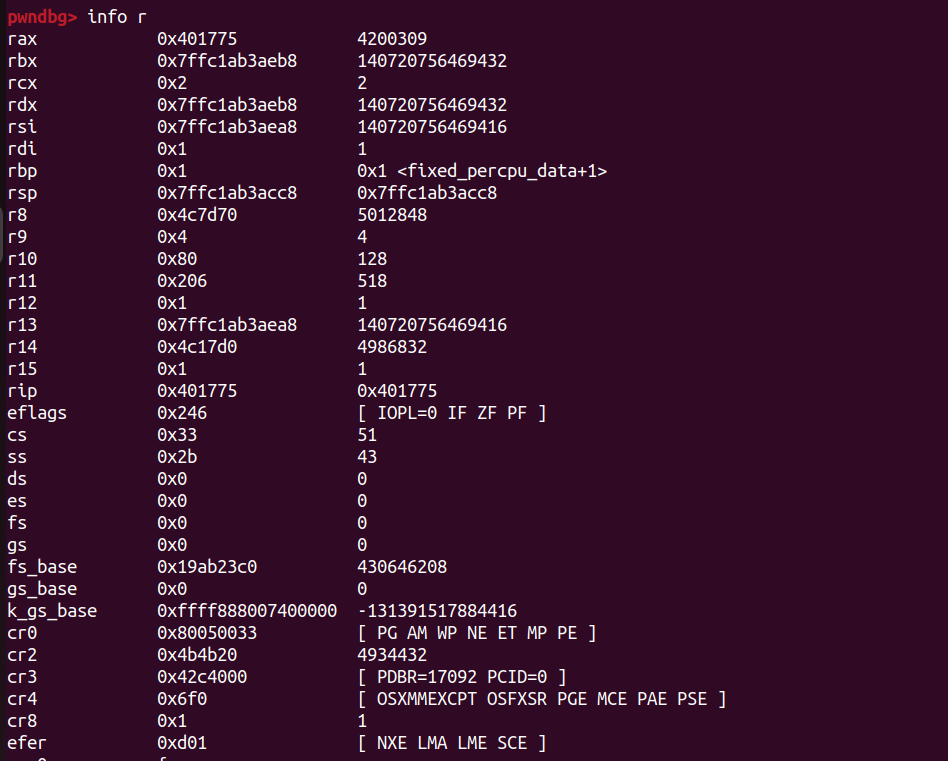 pwndbg> info r
rax 0x401775 4200309
rbx 0x7ffc1ab3aeb8 140720756469432
rcx 0x2 2
rdx 0x7ffc1ab3aeb8 140720756469432
rsi 0x7ffc1ab3aea8 140720756469416
rdi 0x1 1
rbp 0x1 0x1 <fixed_percpu_data+1>
rsp 0x7ffc1ab3acc8 0x7ffc1ab3acc8
r8 0x4c7d70 5012848
r9 0x4 4
r10 0x80 128
r11 0x206 518
r12 0x1 1
r13 0x7ffc1ab3aea8 140720756469416
r14 0x4c17d0 4986832
r15 0x1 1
rip 0x401775 0x401775
eflags 0x246 [ IOPL=0 IF ZF PF ]
cs 0x33 51
ss 0x2b 43
ds 0x0 0
es 0x0 0
fs 0x0 0
gs 0x0 0
fs_base 0x19ab23c0 430646208
gs_base 0x0 0
k_gs_base 0xffff888007400000 -131391517884416
cr0 0x80050033 [ PG AM WP NE ET MP PE ]
cr2 0x4b4b20 4934432
cr3 0x42c4000 [ PDBR=17092 PCID=0 ]
cr4 0x6f0 [ OSXMMEXCPT OSFXSR PGE MCE PAE PSE ]
cr8 0x1 1
efer 0xd01 [ NXE LMA LME SCE ]